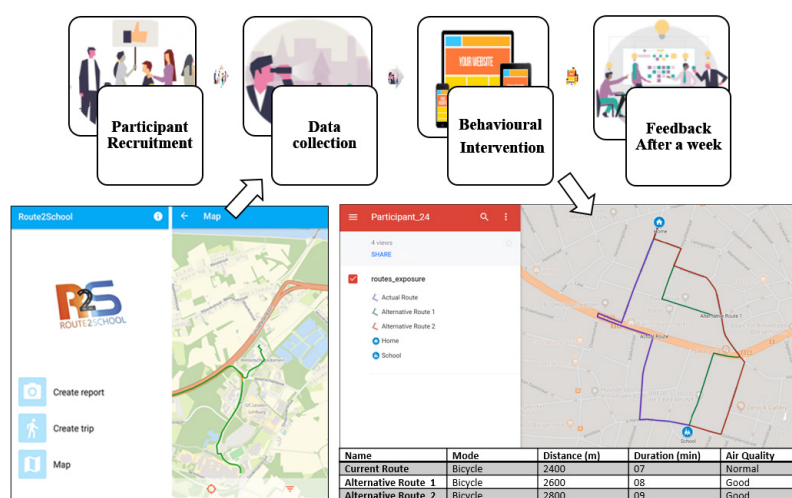 YOUR WEBSITE
Participant
Recruitment
Data
collection
Behavioural
Intervention
Feedback
After a week
Route2School
Map
R2S
ROUTE2SCHOOL
Create report
Create trip
Map
Participant_24
4 views
SHARE
routes_exposure
Actual Route
Alternative Route 1
Alternative Route 2
Home
School
Home
Alternative Route 1
Actual Route
School
Name Mode Distance (m) Duration (min) Air Quality
Current Route Bicycle 2400 07 Normal
Alternative Route 1 Bicycle 2600 08 Good
Alternative Route 2 Bicycle 2800 09 Good